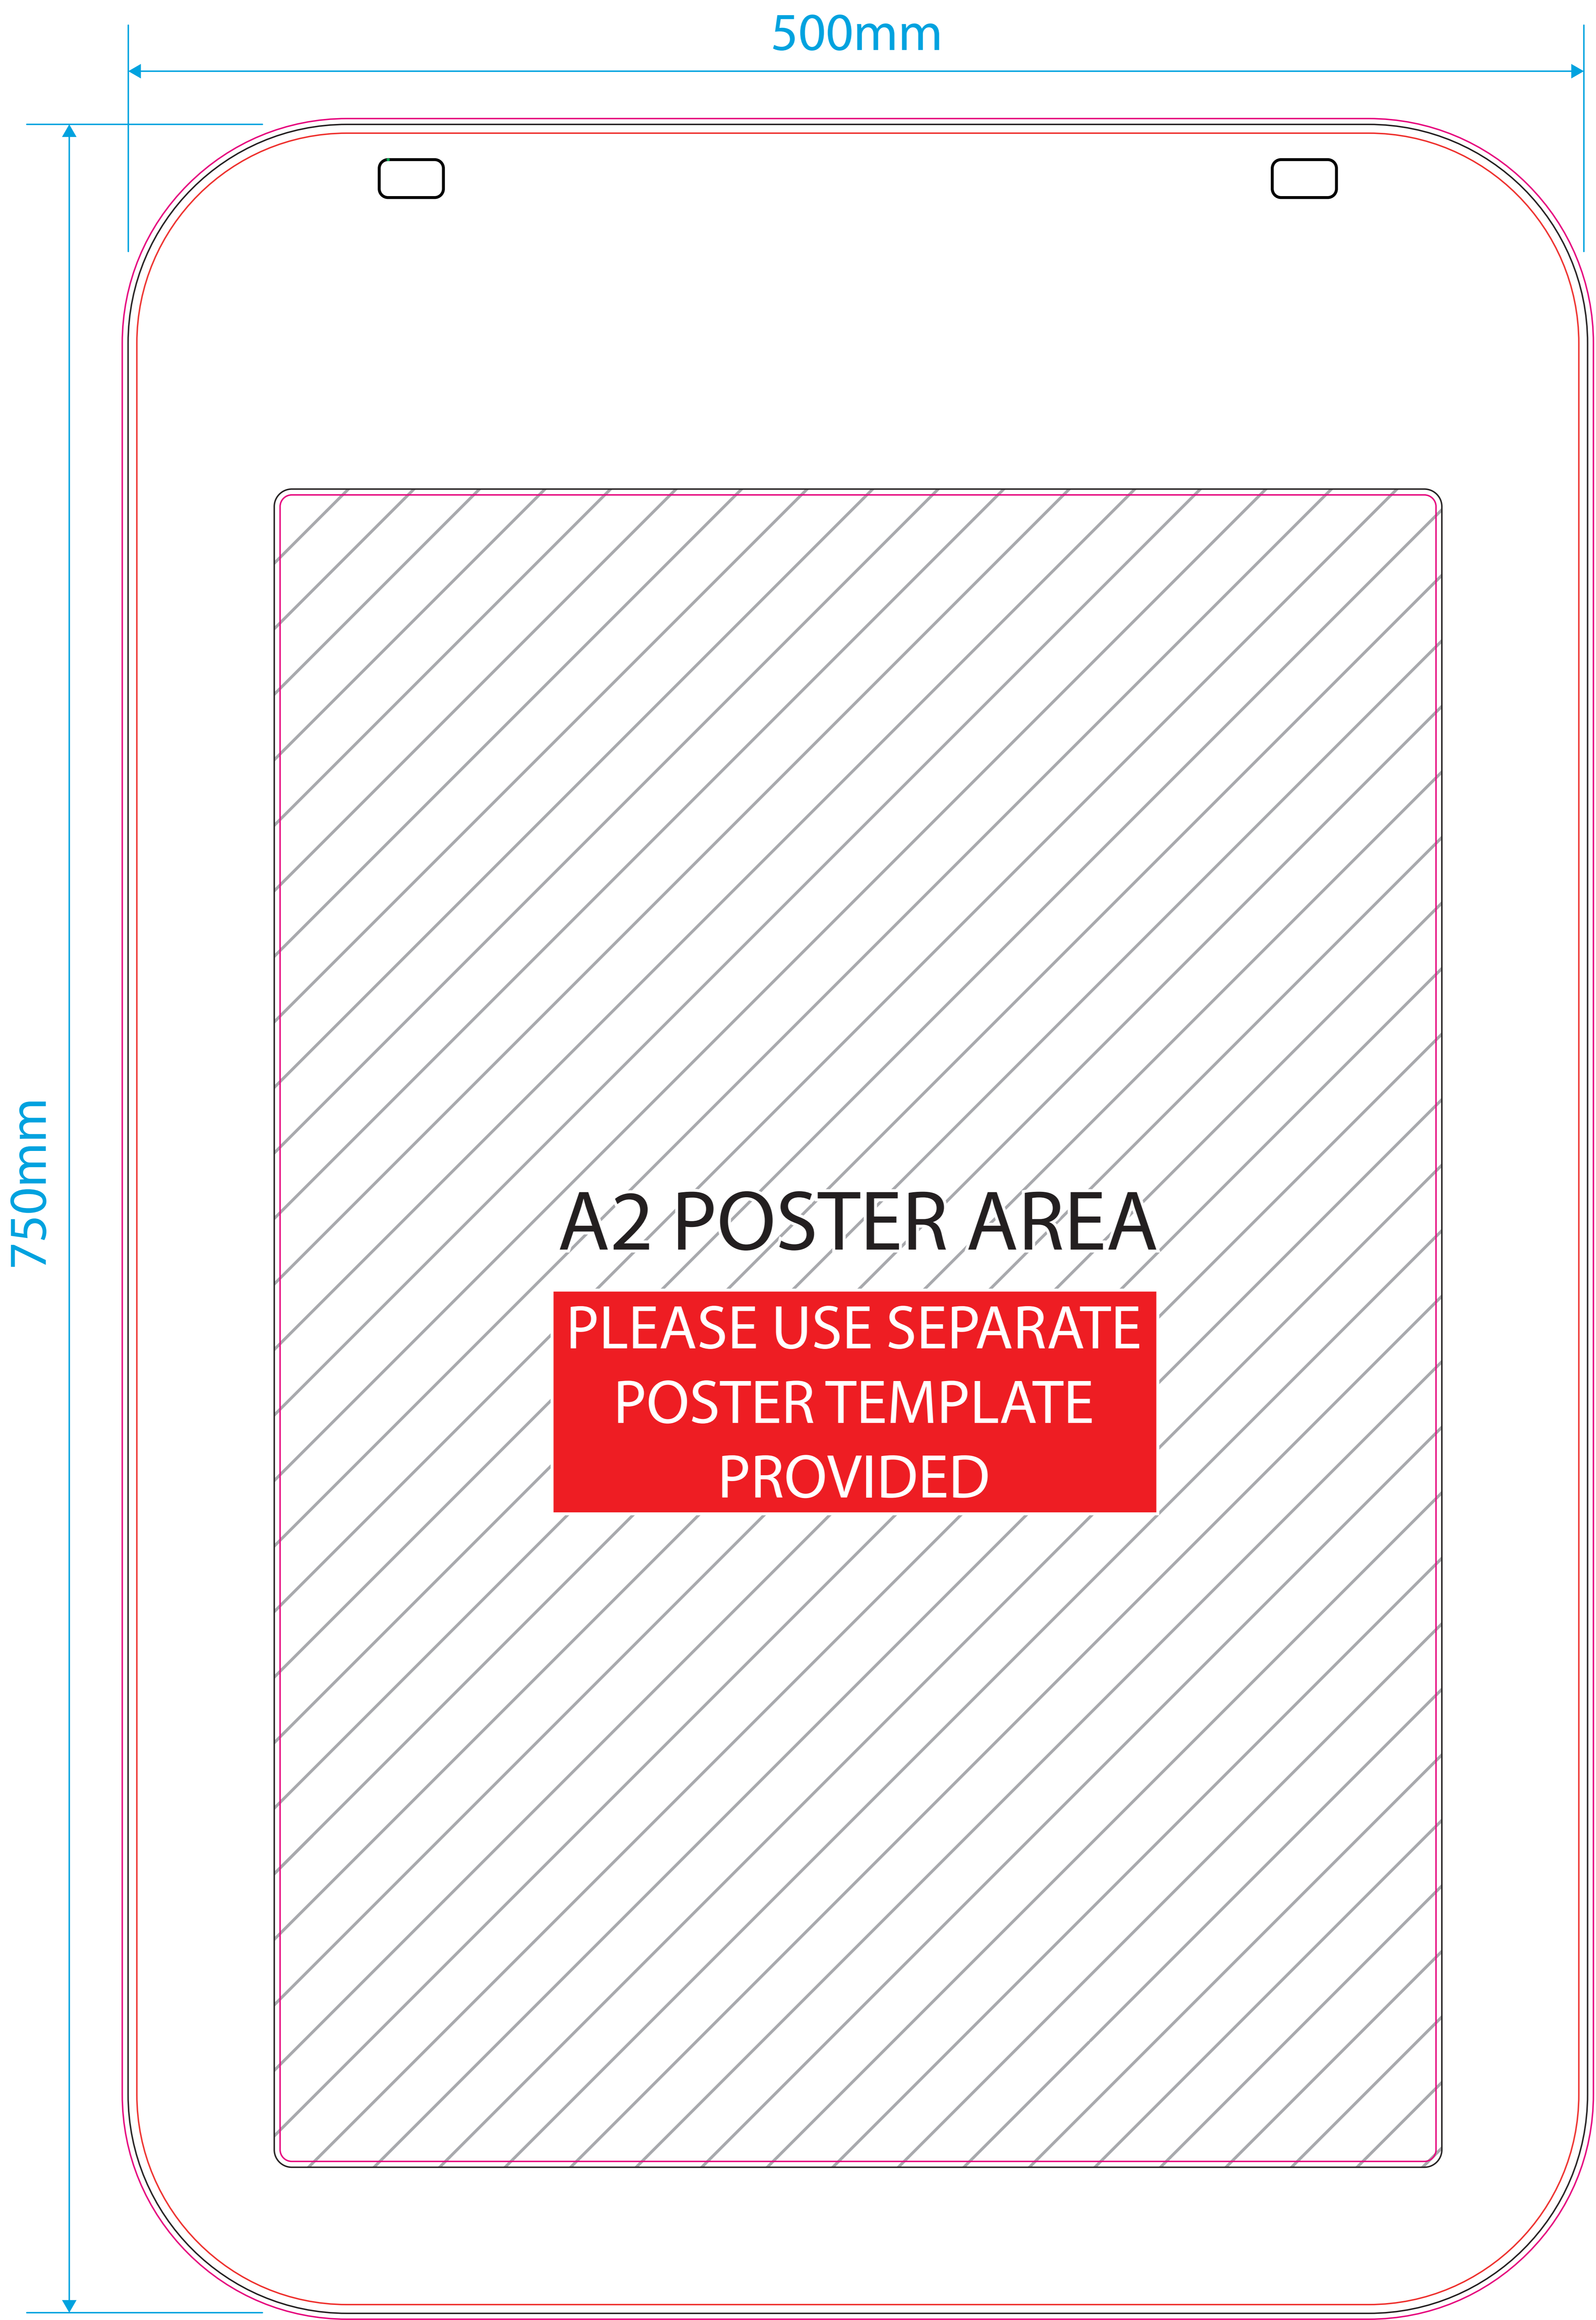 500mm
750mm
A2 POSTER AREA
PLEASE USE SEPARATE
POSTER TEMPLATE
PROVIDED